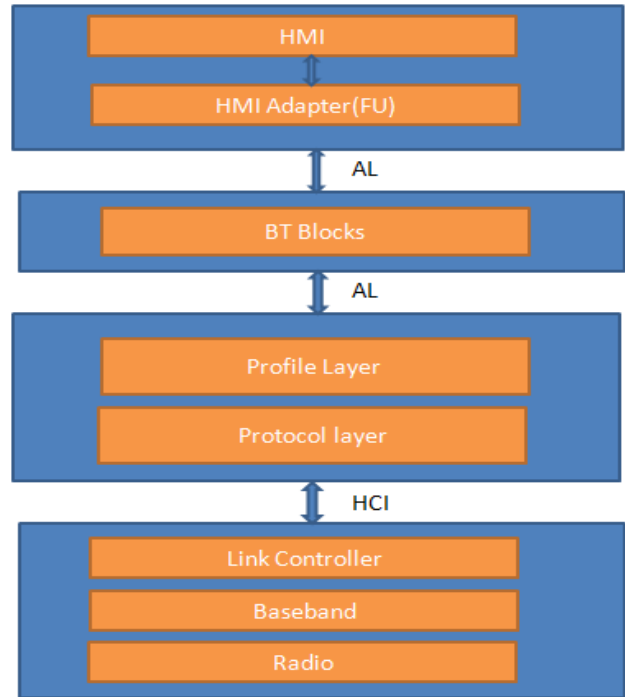 HMI
HMI Adapter(FU)
AL
BT Blocks
AL
Profile Layer
Protocol layer
HCI
Link Controller
Baseband
Radio